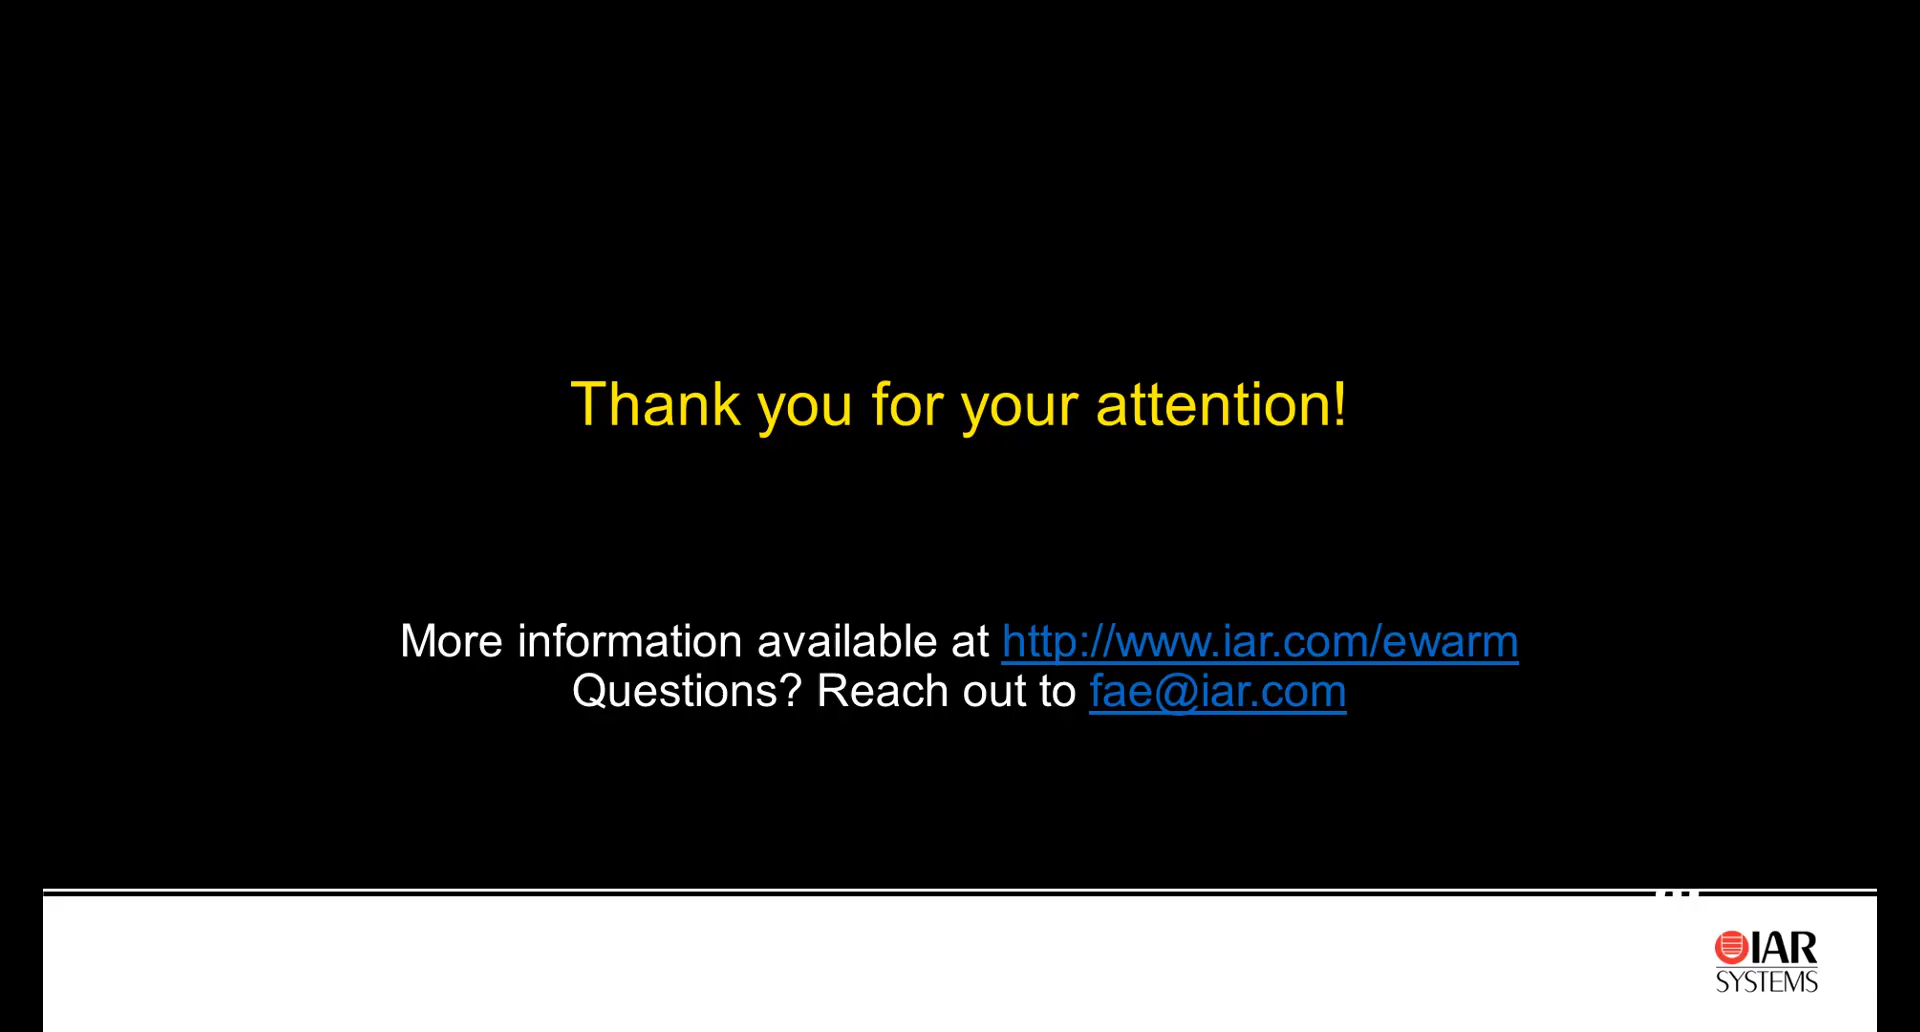 Thank you for your attention!
More information available at http://www.iar.com/ewarm
Questions? Reach out to fae@iar.com
IAR
SYSTEMS